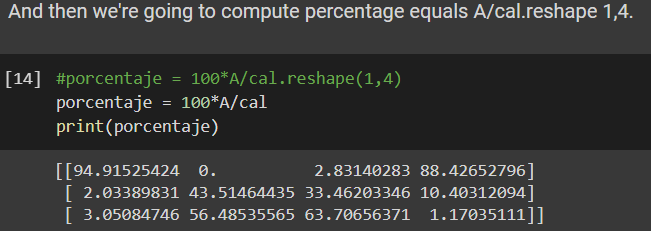 And then we're going to compute percentage equals A/cal.reshape 1,4.
[14] #porcentaje = 100*A/cal.reshape(1,4)
porcentaje = 100*A/cal
print(porcentaje)
[[94.91525424  0.          2.83140283 88.42652796]
 [ 2.03389831 43.51464435 33.46203346 10.40312094]
 [ 3.05084746 56.48535565 63.70656371  1.17035111]]